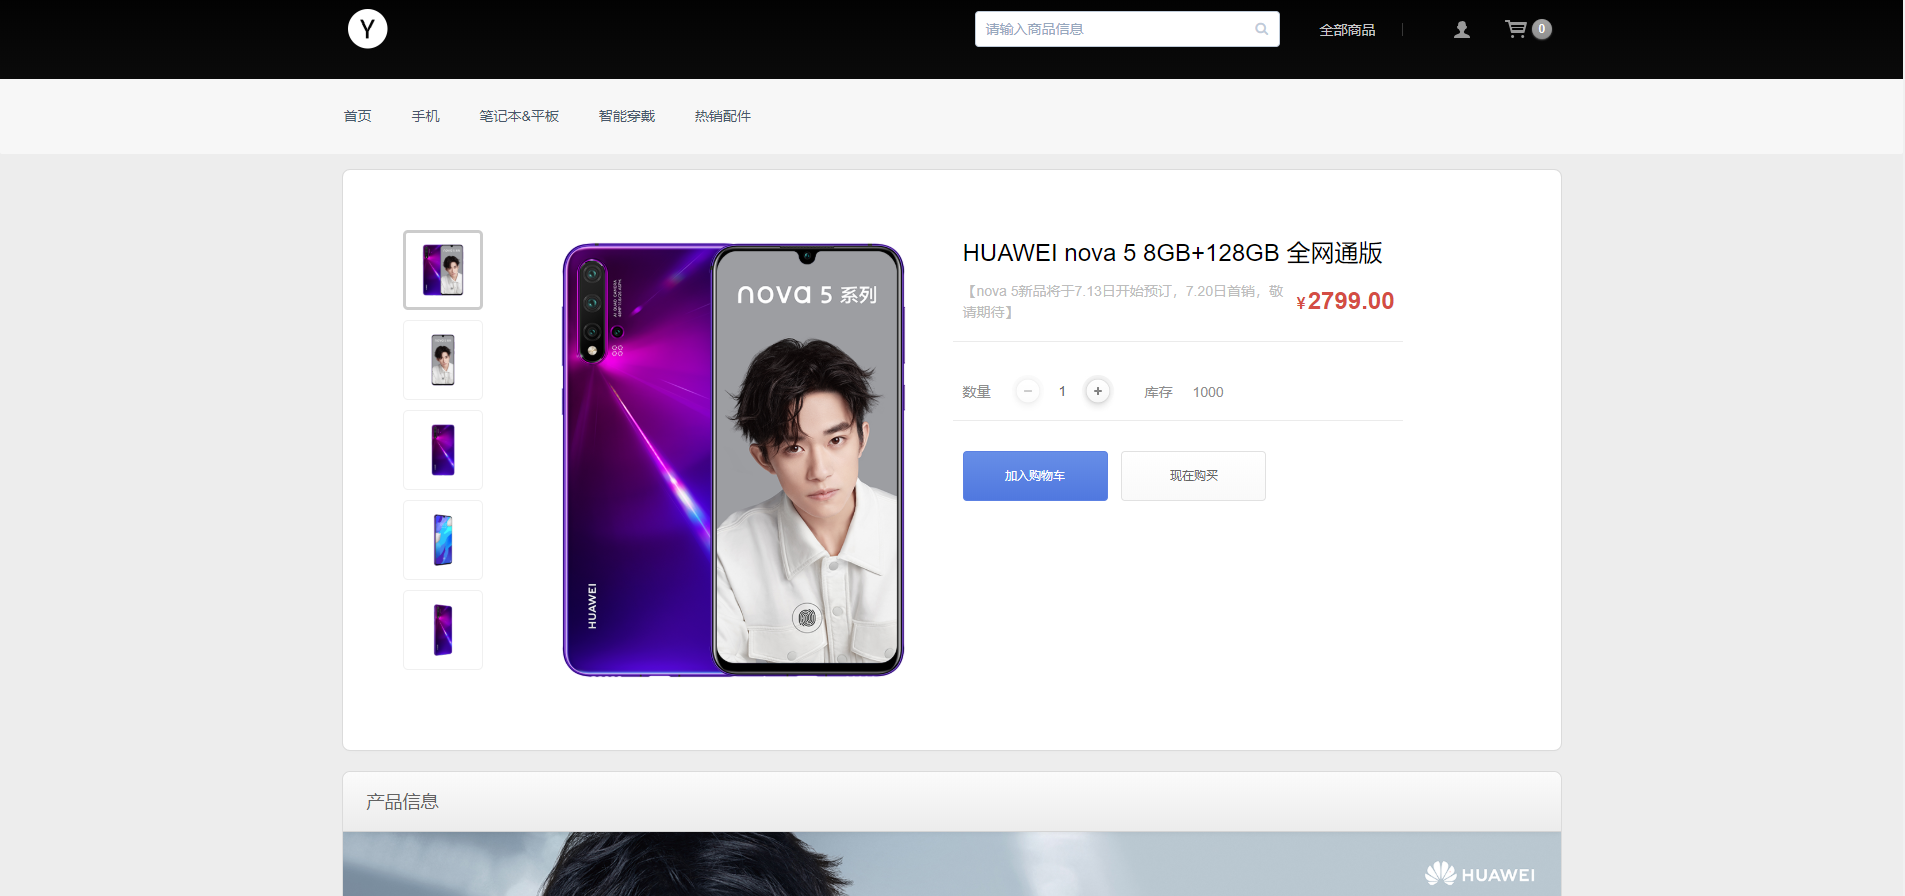 Y
请输入商品信息
全部商品
0
首页
手机
笔记本&平板
智能穿戴
热销配件
HUAWEI nova 5 8GB+128GB 全网通版
【nova 5新品将于7.13日开始预订，7.20日首销，敬
请期待】
¥2799.00
nova 5 系列
HUAWEI
数量
1
库存
1000
加入购物车
现在购买
产品信息
HUAWEI